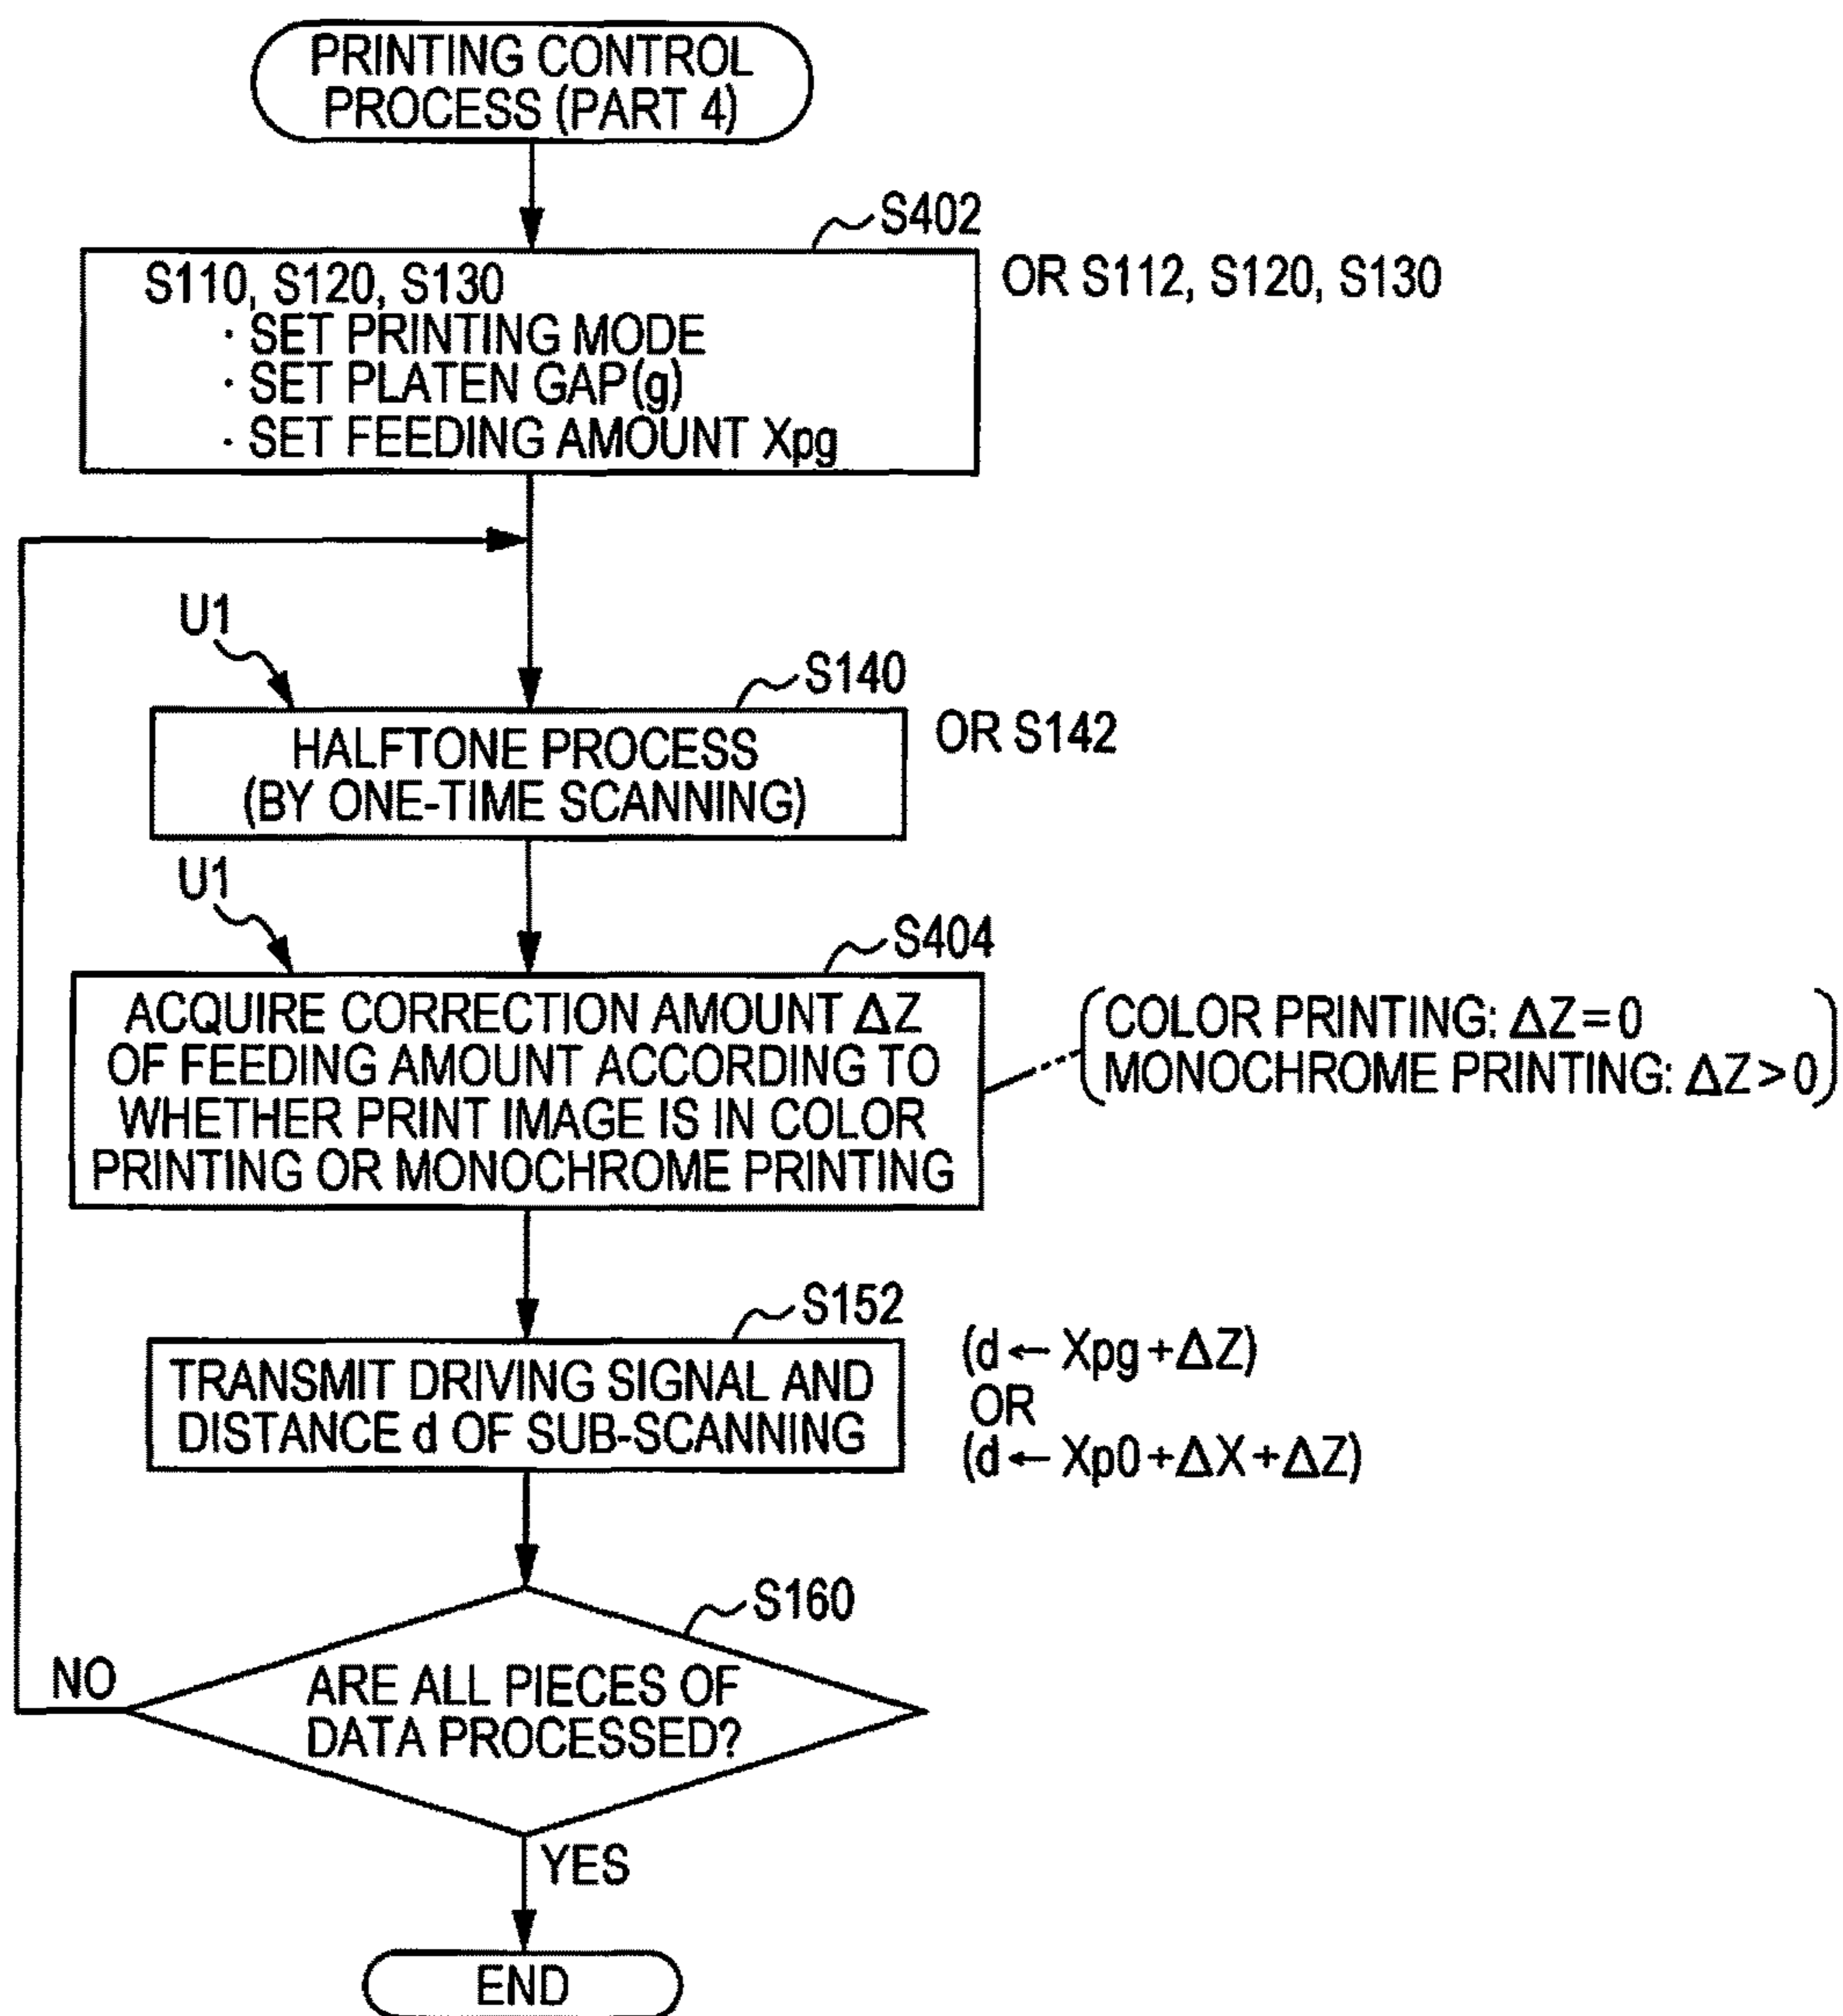 PRINTING CONTROL
PROCESS (PART 4)
S402
S110, S120, S130
· SET PRINTING MODE
· SET PLATEN GAP(g)
· SET FEEDING AMOUNT Xpg
OR S112, S120, S130
U1
S140
HALFTONE PROCESS
(BY ONE-TIME SCANNING)
OR S142
U1
S404
ACQUIRE CORRECTION AMOUNT ΔZ
OF FEEDING AMOUNT ACCORDING TO
WHETHER PRINT IMAGE IS IN COLOR
PRINTING OR MONOCHROME PRINTING
COLOR PRINTING: ΔZ=0
MONOCHROME PRINTING: ΔZ>0
S152
TRANSMIT DRIVING SIGNAL AND
DISTANCE d OF SUB-SCANNING
(d ← Xpg+ΔZ)
OR
(d ← Xp0+ΔX+ΔZ)
S160
ARE ALL PIECES OF
DATA PROCESSED?
NO
YES
END